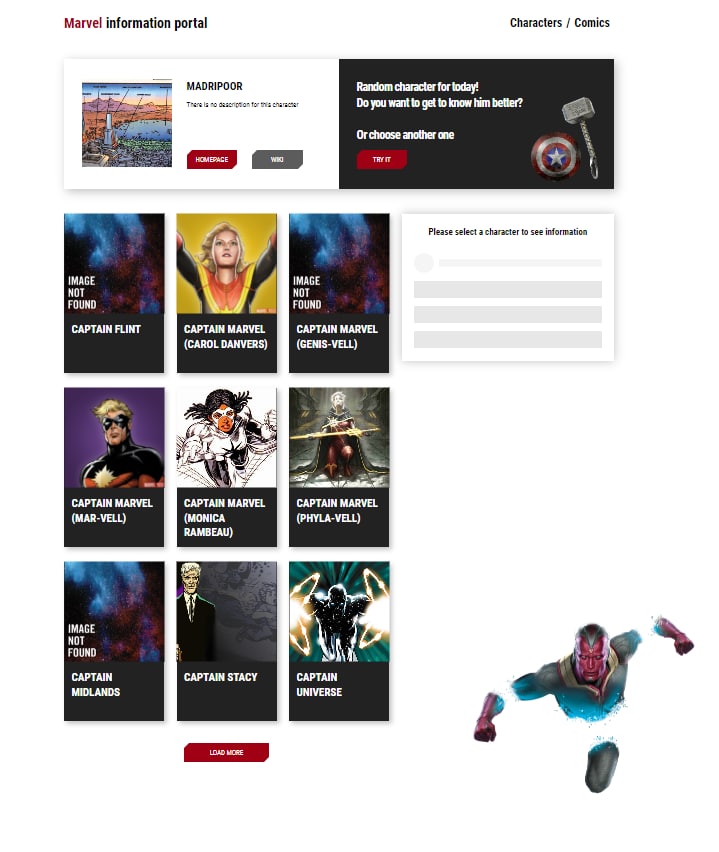 Marvel information portal
Characters / Comics
MADRIPOOR
There is no description for this character
HOMEPAGE
WIKI
Random character for today!
Do you want to get to know him better?
Or choose another one
TRY IT
IMAGE
NOT
FOUND
CAPTAIN FLINT
CAPTAIN MARVEL
(CAROL DANVERS)
IMAGE
NOT
FOUND
CAPTAIN MARVEL
(GENIS-VELL)
Please select a character to see information
CAPTAIN MARVEL
(MAR-VELL)
CAPTAIN MARVEL
(MONICA
RAMBEAU)
CAPTAIN MARVEL
(PHYLA-VELL)
IMAGE
NOT
FOUND
CAPTAIN
MIDLANDS
CAPTAIN STACY
CAPTAIN
UNIVERSE
LOAD MORE